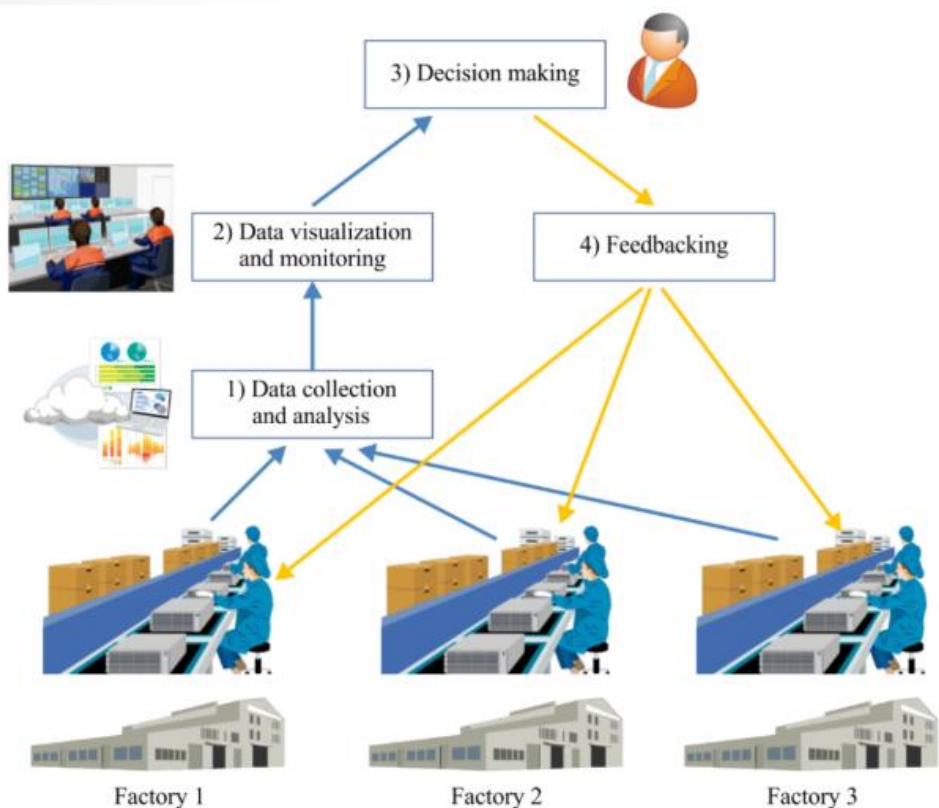 3) Decision making
2) Data visualization
and monitoring
4) Feedbacking
1) Data collection
and analysis
Factory 1
Factory 2
Factory 3